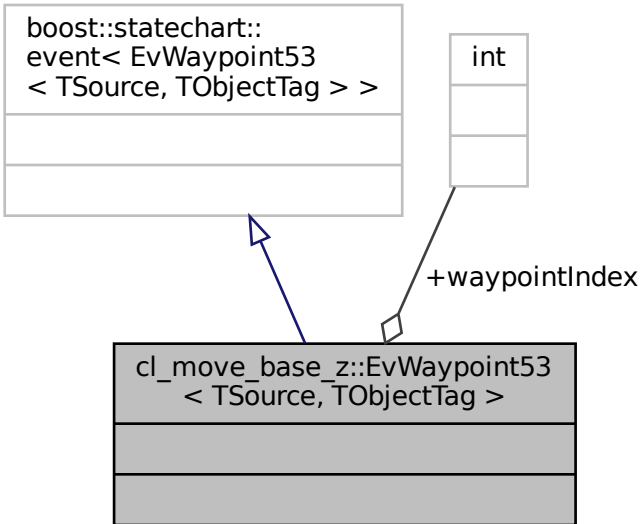 boost::statechart::
event< EvWaypoint53
< TSource, TObjectTag > >
int
+waypointIndex
cl_move_base_z::EvWaypoint53
< TSource, TObjectTag >